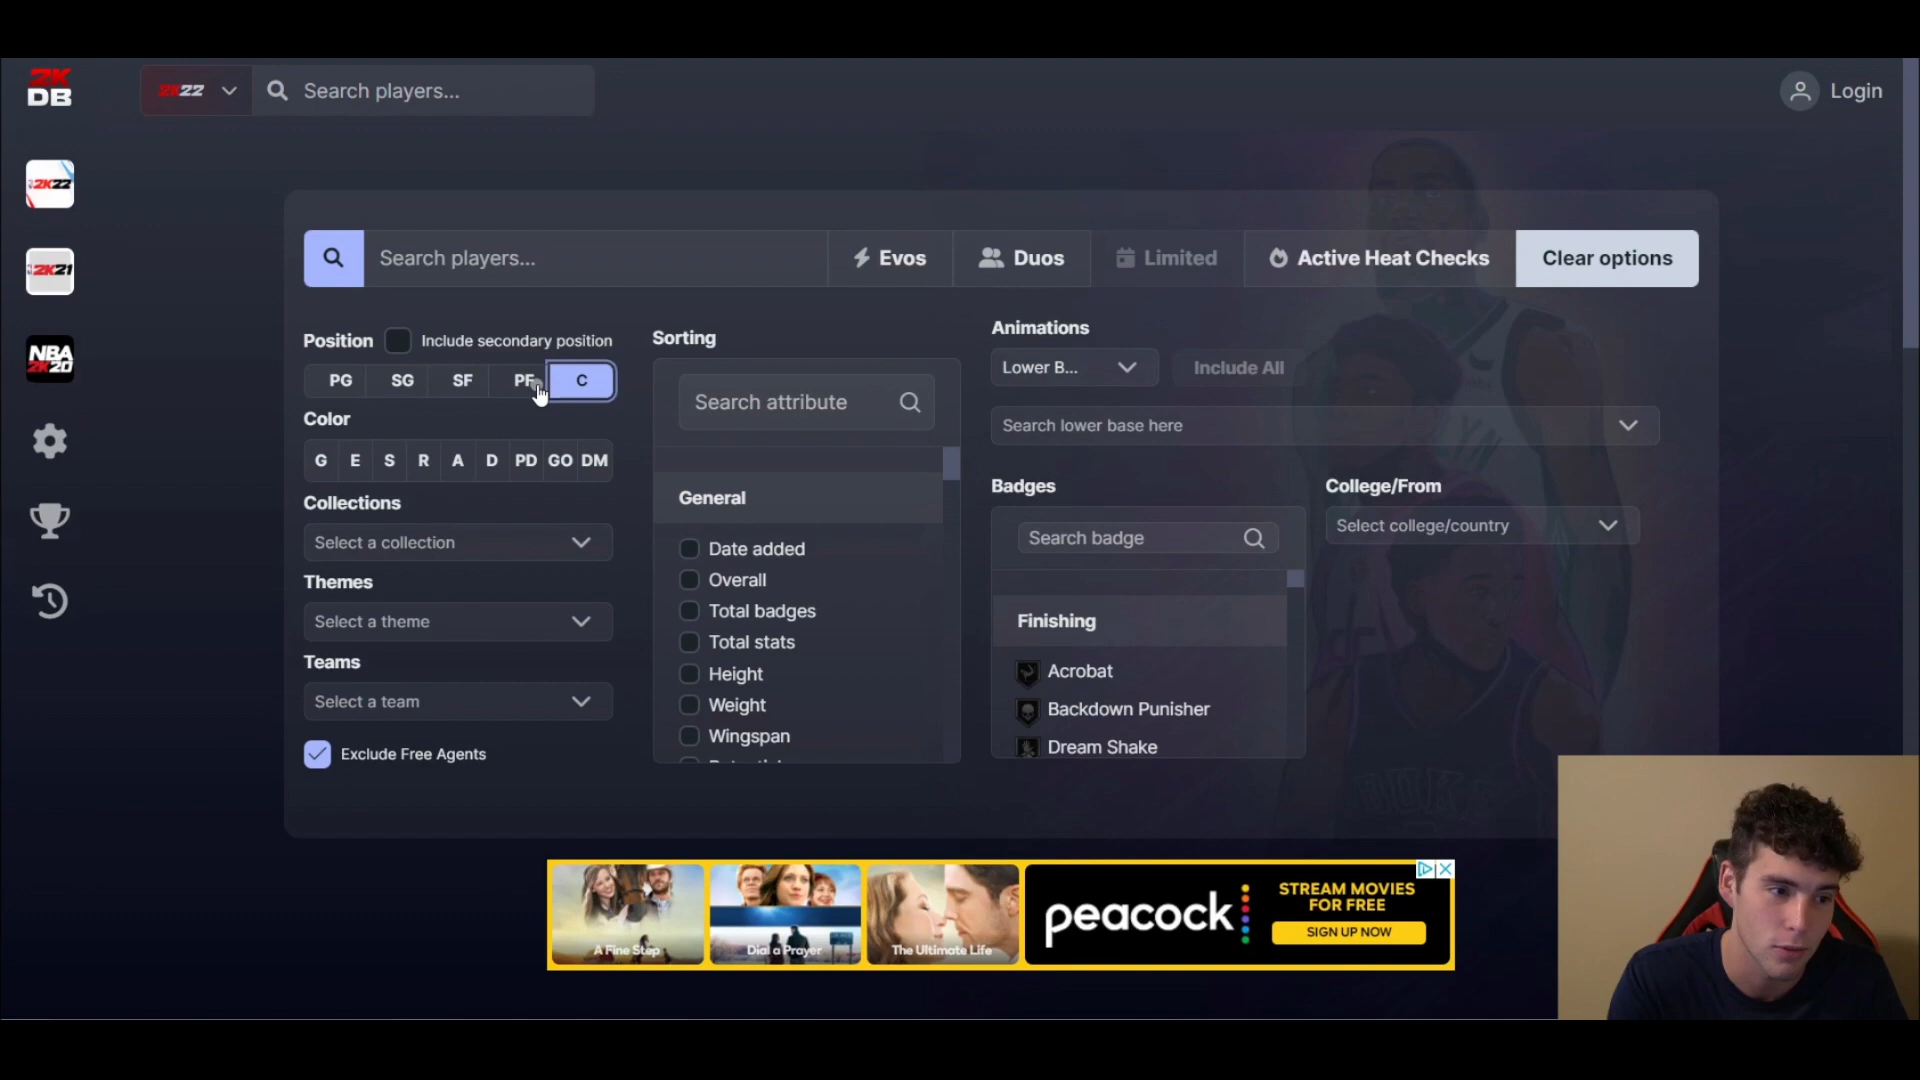 2K DB
2K22
Search players...
Login
2K22
2K21
NBA 2K20
Search players...
Evos
Duos
Limited
Active Heat Checks
Clear options
Position
Include secondary position
PG SG SF PF C
Color
G E S R A D PD GO DM
Collections
Select a collection
Themes
Select a theme
Teams
Select a team
Exclude Free Agents
Sorting
Search attribute
General
Date added
Overall
Total badges
Total stats
Height
Weight
Wingspan
Animations
Lower B...
Include All
Search lower base here
Badges
Search badge
Finishing
Acrobat
Backdown Punisher
Dream Shake
College/From
Select college/country
A Fine Step
Dial a Prayer
The Ultimate Life
peacock
STREAM MOVIES
FOR FREE
SIGN UP NOW